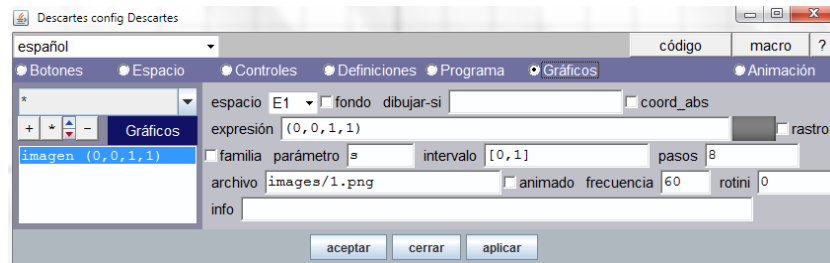 Descartes config Descartes
español código macro ?
Botones Espacio Controles Definiciones Programa Gráficos Animación
* espacio E1 fondo dibujar-si coord_abs
+ * - Gráficos expresión (0,0,1,1) rastro
imagen (0,0,1,1) familia parámetro s intervalo [0,1] pasos 8
archivo images/1.png animado frecuencia 60 rotini 0
info
aceptar cerrar aplicar